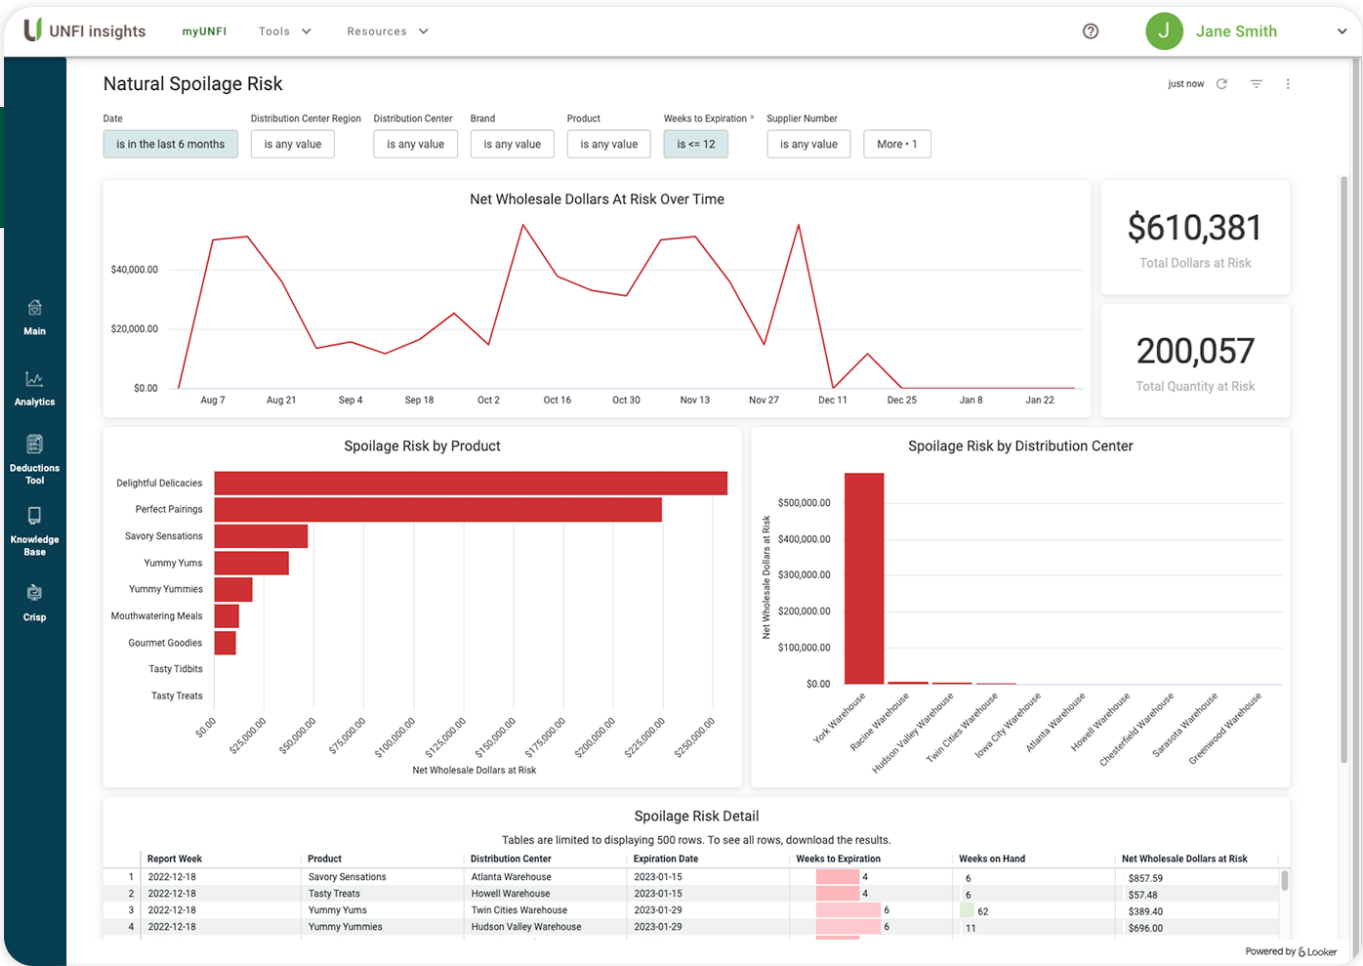 UNFI insights
myUNFI
Tools
Resources
J
Jane Smith
Natural Spoilage Risk
just now
Date
Distribution Center Region
Distribution Center
Brand
Product
Weeks to Expiration *
Supplier Number
is in the last 6 months
is any value
is any value
is any value
is any value
is <= 12
is any value
More • 1
Main
Analytics
Deductions
Tool
Knowledge
Base
Crisp
Net Wholesale Dollars At Risk Over Time
$40,000.00
$20,000.00
$0.00
Aug 7
Aug 21
Sep 4
Sep 18
Oct 2
Oct 16
Oct 30
Nov 13
Nov 27
Dec 11
Dec 25
Jan 8
Jan 22
$610,381
Total Dollars at Risk
200,057
Total Quantity at Risk
Spoilage Risk by Product
Delightful Delicacies
Perfect Pairings
Savory Sensations
Yummy Yums
Yummy Yummies
Mouthwatering Meals
Gourmet Goodies
Tasty Tidbits
Tasty Treats
$0.00
$25,000.00
$50,000.00
$75,000.00
$100,000.00
$125,000.00
$150,000.00
$175,000.00
$200,000.00
$225,000.00
$250,000.00
Net Wholesale Dollars at Risk
Spoilage Risk by Distribution Center
Net Wholesale Dollars at Risk
$500,000.00
$400,000.00
$300,000.00
$200,000.00
$100,000.00
$0.00
York Warehouse
Racine Warehouse
Hudson Valley Warehouse
Twin Cities Warehouse
Iowa City Warehouse
Atlanta Warehouse
Howell Warehouse
Chesterfield Warehouse
Sarasota Warehouse
Greenwood Warehouse
Spoilage Risk Detail
Tables are limited to displaying 500 rows. To see all rows, download the results.
Report Week Product Distribution Center Expiration Date Weeks to Expiration Weeks on Hand Net Wholesale Dollars at Risk
1 2022-12-18 Savory Sensations Atlanta Warehouse 2023-01-15 4 6 $857.59
2 2022-12-18 Tasty Treats Howell Warehouse 2023-01-15 4 6 $57.48
3 2022-12-18 Yummy Yums Twin Cities Warehouse 2023-01-29 6 62 $389.40
4 2022-12-18 Yummy Yummies Hudson Valley Warehouse 2023-01-29 6 11 $696.00
Powered by Looker